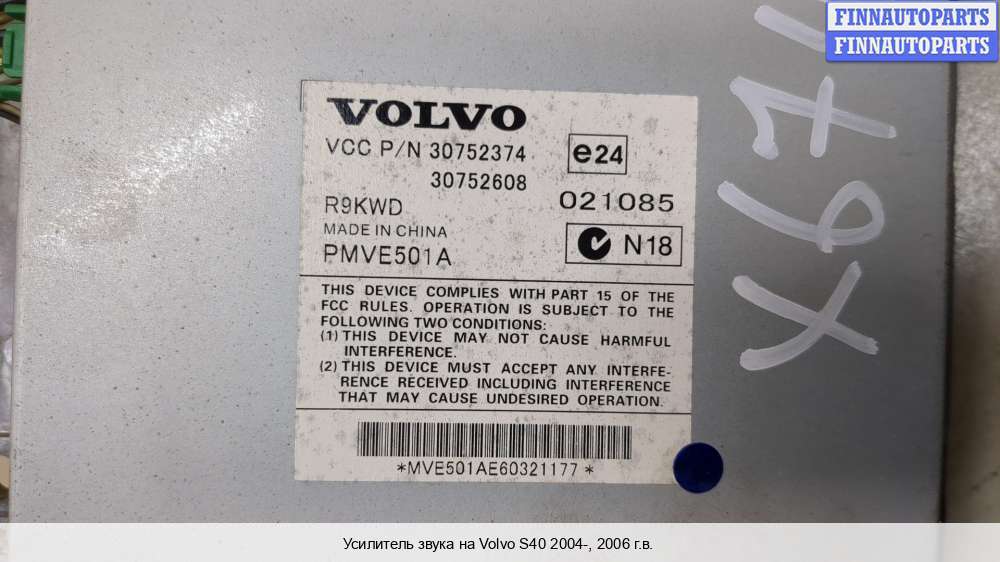 FINNAUTOPARTS
FINNAUTOPARTS
VOLVO
VCC P/N 30752374
30752608
e24
021085
R9KWD
MADE IN CHINA
PMVE501A
N18
THIS DEVICE COMPLIES WITH PART 15 OF THE
FCC RULES. OPERATION IS SUBJECT TO THE
FOLLOWING TWO CONDITIONS:
(1) THIS DEVICE MAY NOT CAUSE HARMFUL
INTERFERENCE.
(2) THIS DEVICE MUST ACCEPT ANY INTERFE-
RENCE RECEIVED INCLUDING INTERFERENCE
THAT MAY CAUSE UNDESIRED OPERATION.
*MVE501AE60321177*
Усилитель звука на Volvo S40 2004-, 2006 г.в.